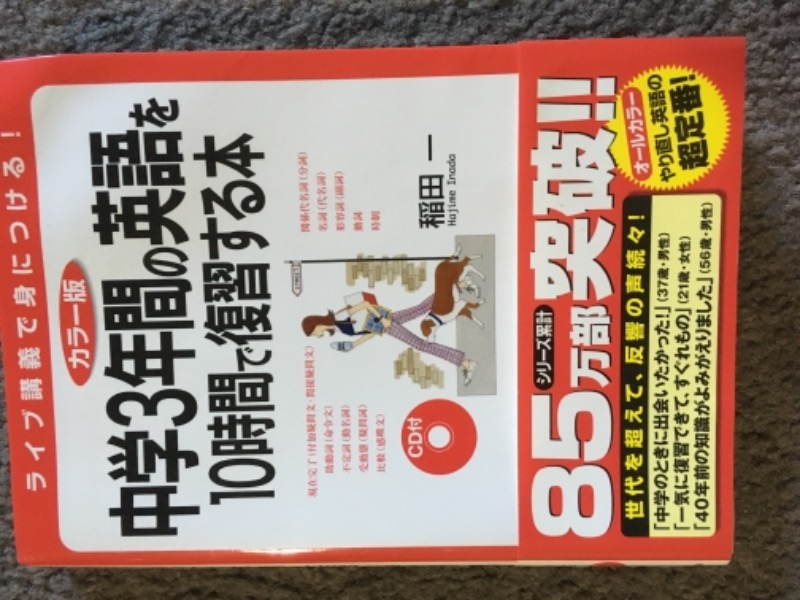 ライブ講義で身につける!
カラー版
中学3年間の英語を
10時間で復習する本
現在完了(付加疑問文・間接疑問文)
助動詞(命令文)
不定詞(動名詞)
受動態(疑問詞)
比較(感嘆文)
関係代名詞(分詞)
名詞(代名詞)
形容詞(副詞)
動詞
時制
CD付
稲田 一
Hajime Inada
シリーズ累計
85万部突破!!
オールカラー
やり直し英語の
超定番!
世代を超えて、反響の声続々!
「中学のときに出会いたかった!」(37歳・男性)
「一気に復習できて、すぐれもの」(21歳・女性)
「40年前の知識がよみがえりました」(56歳・男性)